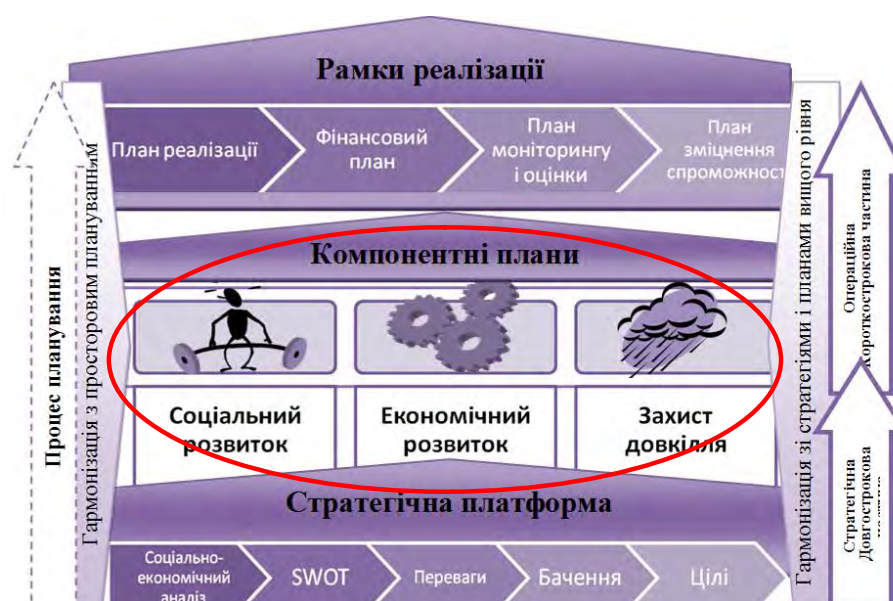 Рамки реалізації
План реалізації
Фінансовий
план
План
моніторингу
і оцінки
План
зміцнення
спроможност
Компонентні плани
Соціальний
розвиток
Економічний
розвиток
Захист
довкілля
Стратегічна платформа
Соціально-
економічний
аналіз
SWOT
Переваги
Бачення
Цілі
Процес планування
Гармонізація з просторовим плануванням
Гармонізація зі стратегіями і планами вищого рівня
Операційна
короткострокова частина
Стратегічна
Довгострокова